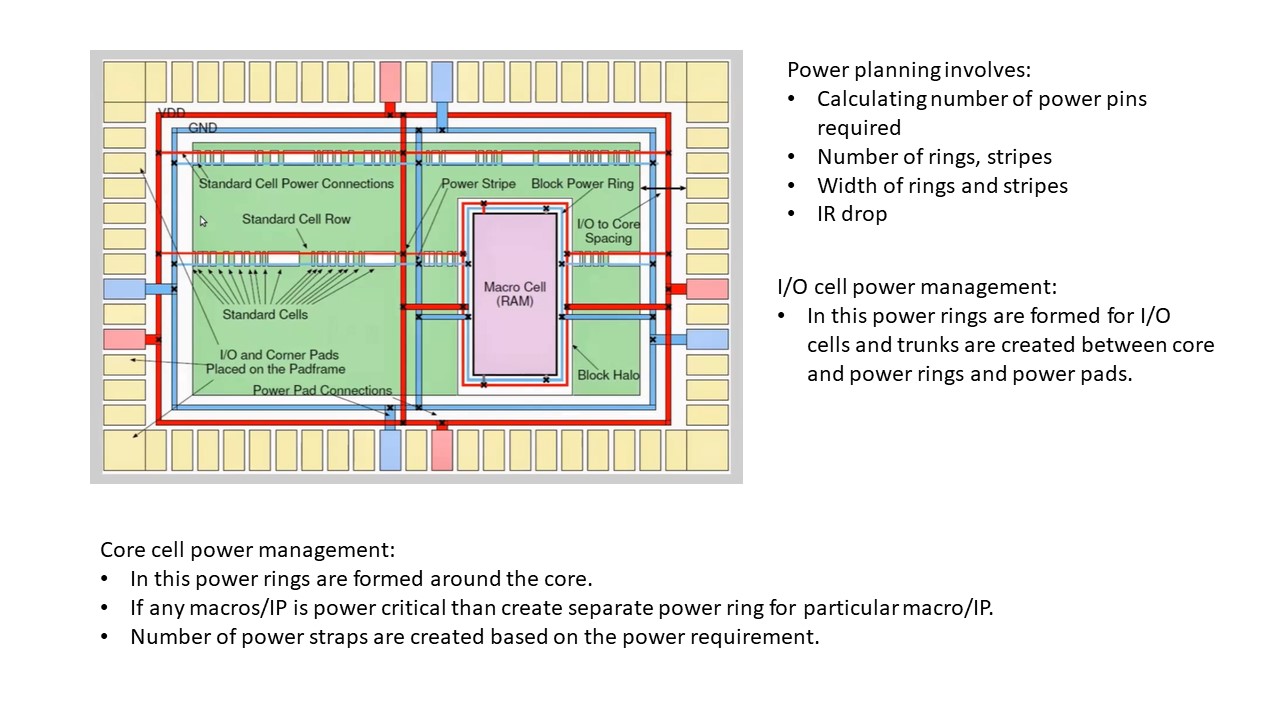 VDD
GND
Standard Cell Power Connections
Power Stripe
Block Power Ring
Standard Cell Row
I/O to Core
Spacing
Macro Cell
(RAM)
Standard Cells
I/O and Corner Pads
Placed on the Padframe
Block Halo
Power Pad Connections
Power planning involves:
• Calculating number of power pins
required
• Number of rings, stripes
• Width of rings and stripes
• IR drop
I/O cell power management:
• In this power rings are formed for I/O
cells and trunks are created between core
and power rings and power pads.
Core cell power management:
• In this power rings are formed around the core.
• If any macros/IP is power critical than create separate power ring for particular macro/IP.
• Number of power straps are created based on the power requirement.